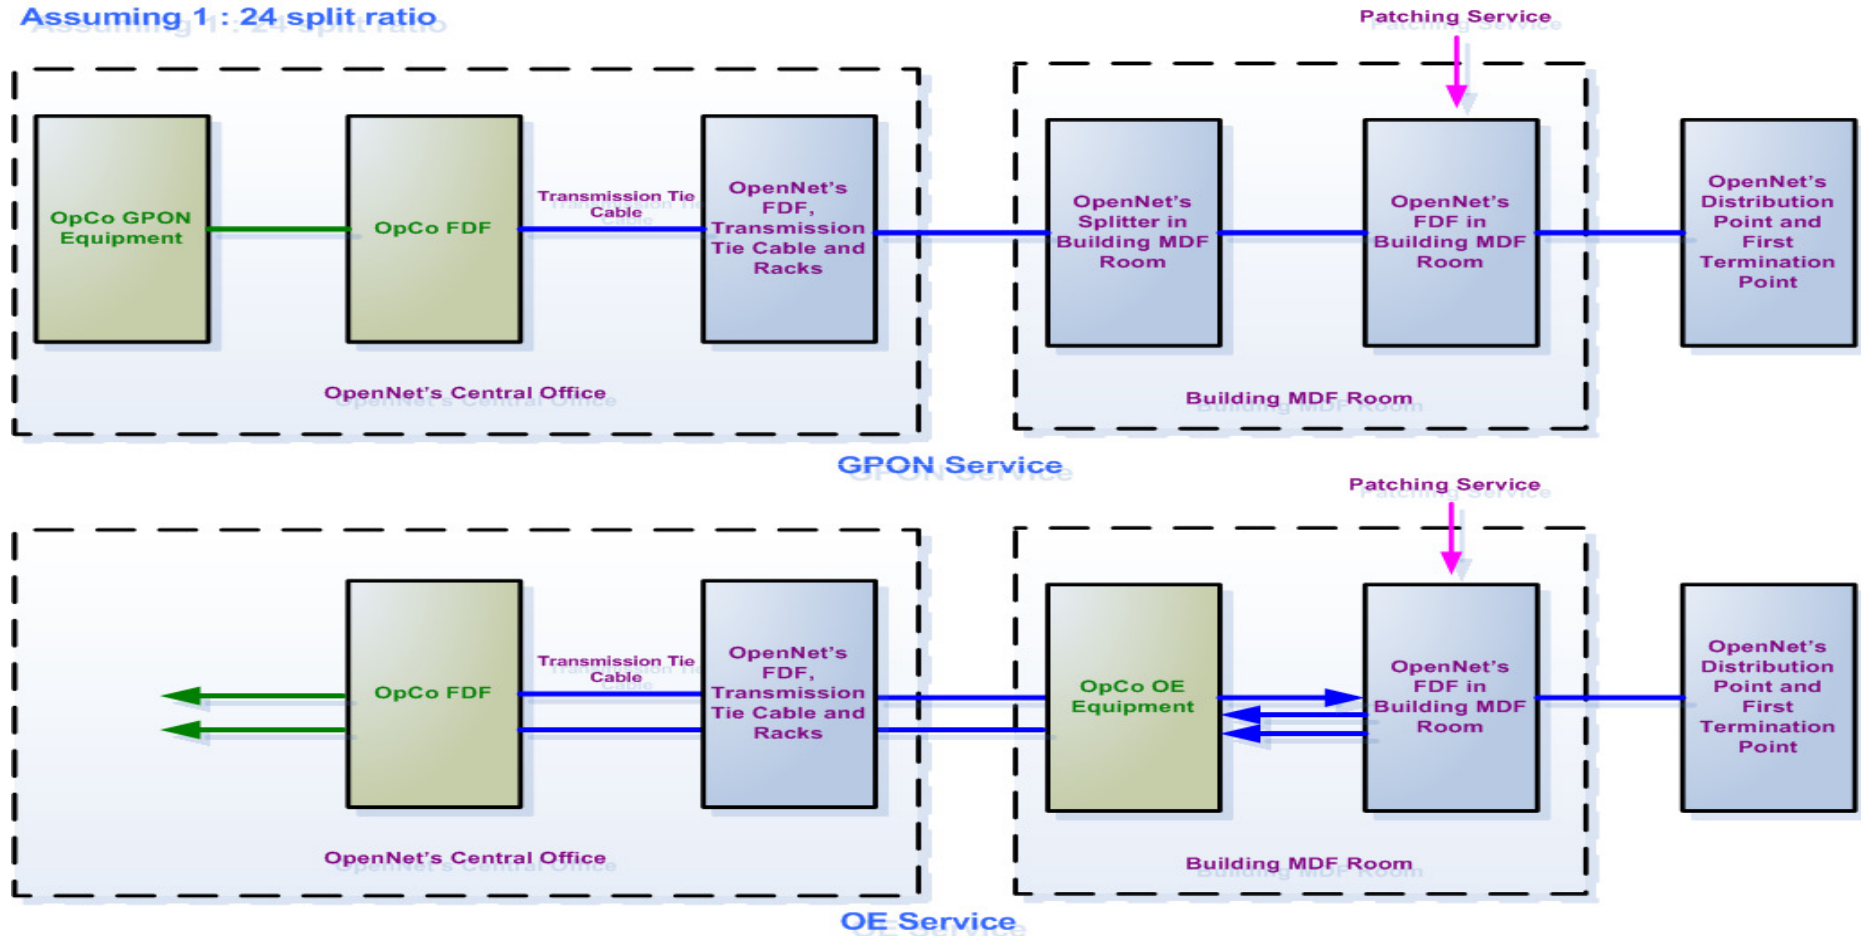 Assuming 1 : 24 split ratio
Patching Service
OpCo GPON
Equipment
OpCo FDF
Transmission Tie
Cable
OpenNet's
FDF,
Transmission
Tie Cable and
Racks
OpenNet's
Splitter in
Building MDF
Room
OpenNet's
FDF in
Building MDF
Room
OpenNet's
Distribution
Point and
First
Termination
Point
OpenNet's Central Office
Building MDF Room
GPON Service
Patching Service
OpCo FDF
Transmission Tie
Cable
OpenNet's
FDF,
Transmission
Tie Cable and
Racks
OpCo OE
Equipment
OpenNet's
FDF in
Building MDF
Room
OpenNet's
Distribution
Point and
First
Termination
Point
OpenNet's Central Office
Building MDF Room
OE Service